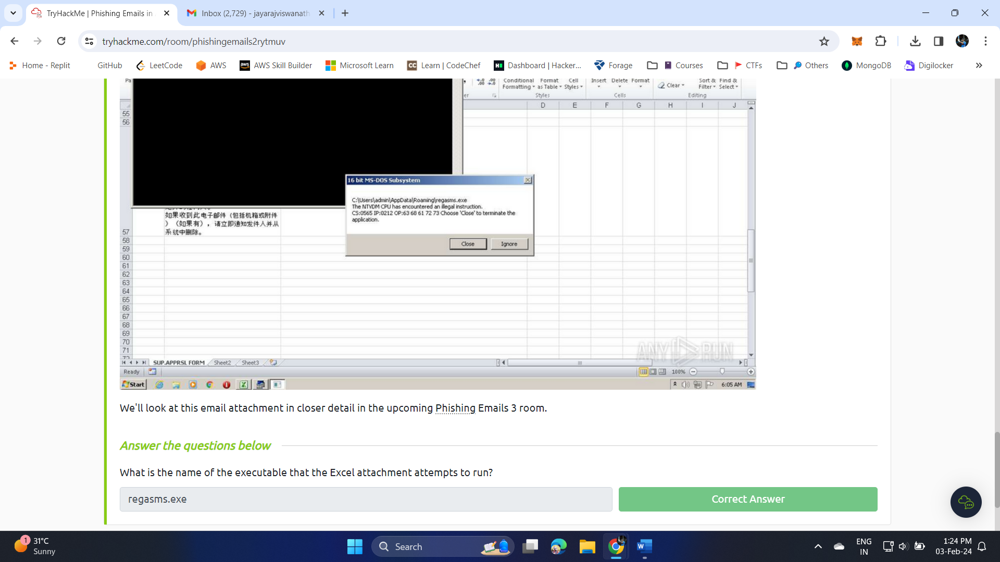 TryHackMe | Phishing Emails in
Inbox (2,729) - jayarajviswanath
tryhackme.com/room/phishingemails2rytmuv
Home - Replit
GitHub
LeetCode
AWS
AWS Skill Builder
Microsoft Learn
Learn | CodeChef
Dashboard | Hacker...
Forage
Courses
CTFs
Others
MongoDB
Digilocker
Pa
Conditional Formatting
Format as Table
Cell Styles
Insert
Delete
Format
Clear
Sort & Filter
Find & Select
er
Styles
Cells
Editing
D E F G H I J
55
56
16 bit MS-DOS Subsystem
C:\Users\admin\AppData\Roaming\regasms.exe
The NTVDM CPU has encountered an illegal instruction.
CS:0565 IP:0212 OP:63 68 61 72 73 Choose 'Close' to terminate the
application.
Close
Ignore
如果收到此电子邮件（包括机箱或附件
）（如果有），请立即通知发件人并从
系统中删除。
57
58
59
60
61
62
63
64
65
66
67
68
69
70
71
ANY RUN
SUP.APPRSL FORM
Sheet2
Sheet3
Ready
100%
Start
6:05 AM
We'll look at this email attachment in closer detail in the upcoming Phishing Emails 3 room.
Answer the questions below
What is the name of the executable that the Excel attachment attempts to run?
regasms.exe
Correct Answer
1
31°C
Sunny
Search
ENG
IN
1:24 PM
03-Feb-24